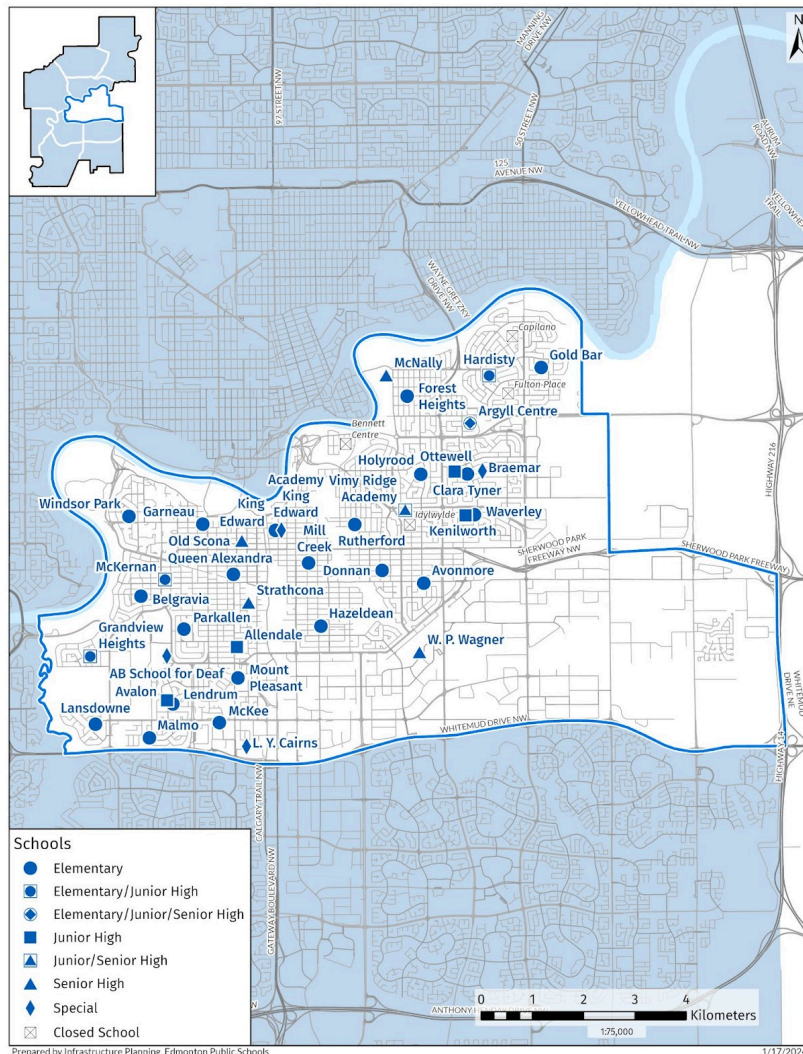 N
MANNING
DRIVE NW
97 STREET NW
50 STREET NW
125
AVENUE NW
AURUM
ROAD NW
YELLOWHEAD
TRAIL
YELLOWHEAD TRAIL NW
WAYNE GRETZKY
DRIVE NW
Capilano
McNally
Hardisty
Gold Bar
Forest
Heights
Fulton Place
Argyll Centre
Bennett
Centre
Holyrood
Ottewell
Braemar
Clara Tyner
Academy
King
Edward
Vimy Ridge
Academy
King
Edward
Windsor Park
Garneau
Idylwylde
Waverley
Kenilworth
Old Scona
Mill
Creek
Rutherford
Queen Alexandra
McKernan
Donnan
Avonmore
SHERWOOD PARK
FREEWAY NW
SHERWOOD PARK
FREEWAY
HIGHWAY 216
Belgravia
Strathcona
Parkallen
Hazeldean
Grandview
Heights
Allendale
W. P. Wagner
AB School for Deaf
Mount
Pleasant
Avalon
Lendrum
Lansdowne
McKee
Malmo
L. Y. Cairns
WHITEMUD DRIVE NW
WHITEMUD
DRIVE NE
HIGHWAY 14
CALGARY TRAIL NW
GATEWAY BOULEVARD NW
Schools
Elementary
Elementary/Junior High
Elementary/Junior/Senior High
Junior High
Junior/Senior High
Senior High
Special
Closed School
0 1 2 3 4
Kilometers
1:75,000
Prepared by Infrastructure Planning, Edmonton Public Schools